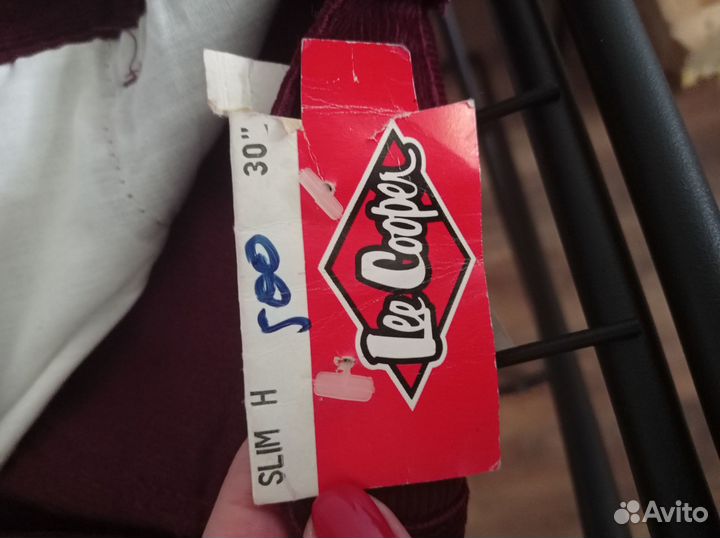 Lee Cooper
SLIM H 30"
500
Avito